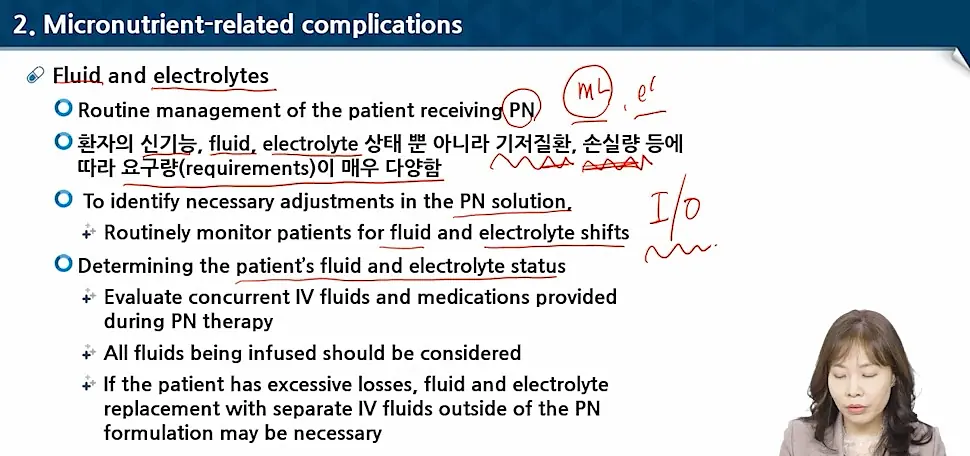 2. Micronutrient-related complications
Fluid and electrolytes
mL, el
Routine management of the patient receiving PN
환자의 신기능, fluid, electrolyte 상태 뿐 아니라 기저질환, 손실량 등에
따라 요구량(requirements)이 매우 다양함
To identify necessary adjustments in the PN solution,
I/O
Routinely monitor patients for fluid and electrolyte shifts
Determining the patient's fluid and electrolyte status
Evaluate concurrent IV fluids and medications provided
during PN therapy
All fluids being infused should be considered
If the patient has excessive losses, fluid and electrolyte
replacement with separate IV fluids outside of the PN
formulation may be necessary